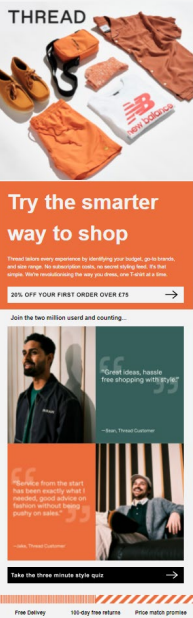 THREAD
new balance
Try the smarter
way to shop
Thread tailors every experience by identifying your budget, go-to brands,
and size range. No subscription costs, no secret styling feed. It's that
simple. We're revolutionising the way you dress, one T-shirt at a time.
20% OFF YOUR FIRST ORDER OVER £75
Join the two million userd and counting...
"Great ideas, hassle
free shopping with style."
—Sean, Thread Customer
"Service from the start
has been exactly what I
needed, good advice on
fashion without being
pushy on sales."
—Jake, Thread Customer
Take the three minute style quiz
Free Delivey
100-day free returns
Price match promise